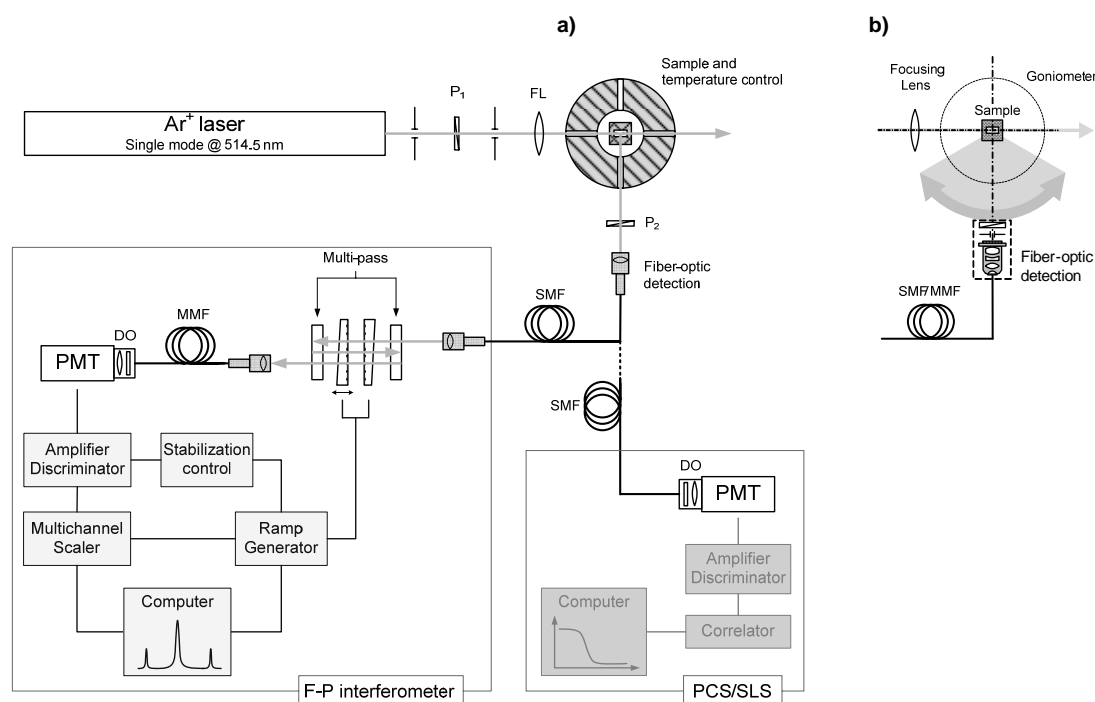 a)
b)
Sample and
temperature control
P₁
FL
Ar⁺ laser
Single mode @ 514.5 nm
Focusing
Lens
Goniometer
Sample
P₂
Fiber-optic
detection
Fiber-optic
detection
SMF/MMF
Multi-pass
SMF
MMF
DO
PMT
SMF
Amplifier
Discriminator
Stabilization
control
Multichannel
Scaler
Ramp
Generator
Computer
F-P interferometer
DO
PMT
Amplifier
Discriminator
Computer
Correlator
PCS/SLS